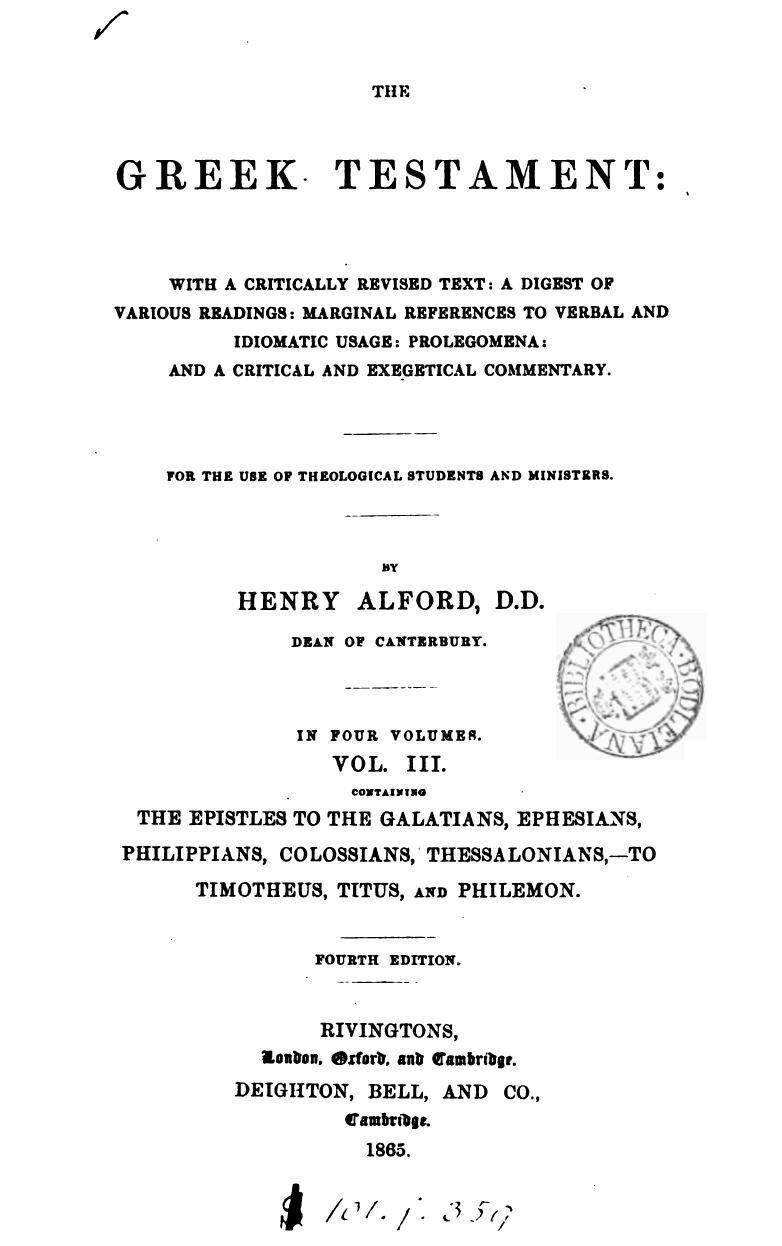 THE
GREEK TESTAMENT:
WITH A CRITICALLY REVISED TEXT: A DIGEST OF
VARIOUS READINGS: MARGINAL REFERENCES TO VERBAL AND
IDIOMATIC USAGE: PROLEGOMENA:
AND A CRITICAL AND EXEGETICAL COMMENTARY.
FOR THE USE OF THEOLOGICAL STUDENTS AND MINISTERS.
BY
HENRY ALFORD, D.D.
DEAN OF CANTERBURY.
BIBLIOTHECA BODLEIANA
IN FOUR VOLUMES.
VOL. III.
CONTAINING
THE EPISTLES TO THE GALATIANS, EPHESIANS,
PHILIPPIANS, COLOSSIANS, THESSALONIANS,—TO
TIMOTHEUS, TITUS, AND PHILEMON.
FOURTH EDITION.
RIVINGTONS,
London, Oxford, and Cambridge.
DEIGHTON, BELL, AND CO.,
Cambridge.
1865.
101. j. 359